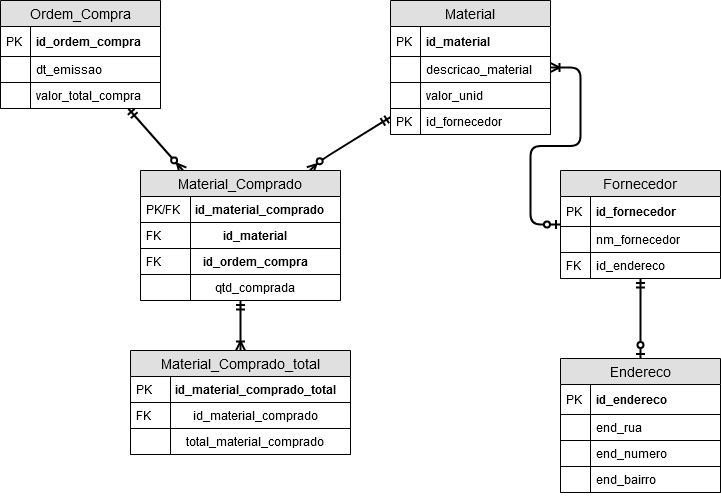 Ordem_Compra
PK id_ordem_compra
dt_emissao
valor_total_compra
Material
PK id_material
descricao_material
valor_unid
PK id_fornecedor
Material_Comprado
PK/FK id_material_comprado
FK id_material
FK id_ordem_compra
qtd_comprada
Fornecedor
PK id_fornecedor
nm_fornecedor
FK id_endereco
Material_Comprado_total
PK id_material_comprado_total
FK id_material_comprado
total_material_comprado
Endereco
PK id_endereco
end_rua
end_numero
end_bairro